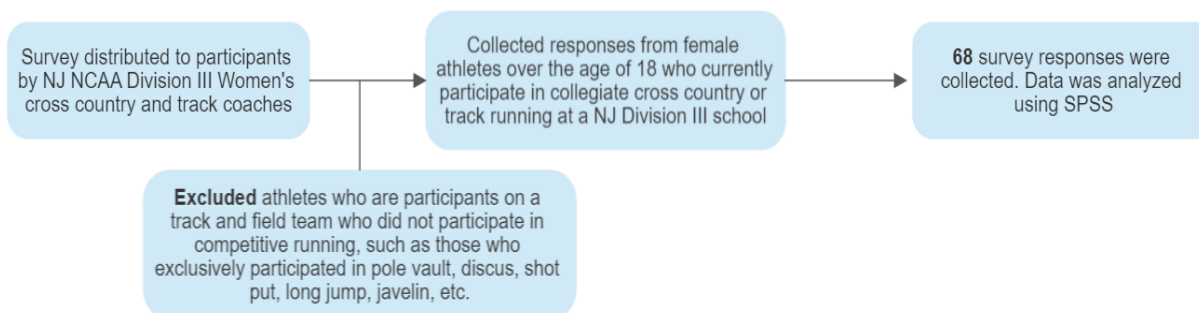 Survey distributed to participants
by NJ NCAA Division III Women's
cross country and track coaches
Collected responses from female
athletes over the age of 18 who currently
participate in collegiate cross country or
track running at a NJ Division III school
68 survey responses were
collected. Data was analyzed
using SPSS
Excluded athletes who are participants on a
track and field team who did not participate in
competitive running, such as those who
exclusively participated in pole vault, discus, shot
put, long jump, javelin, etc.